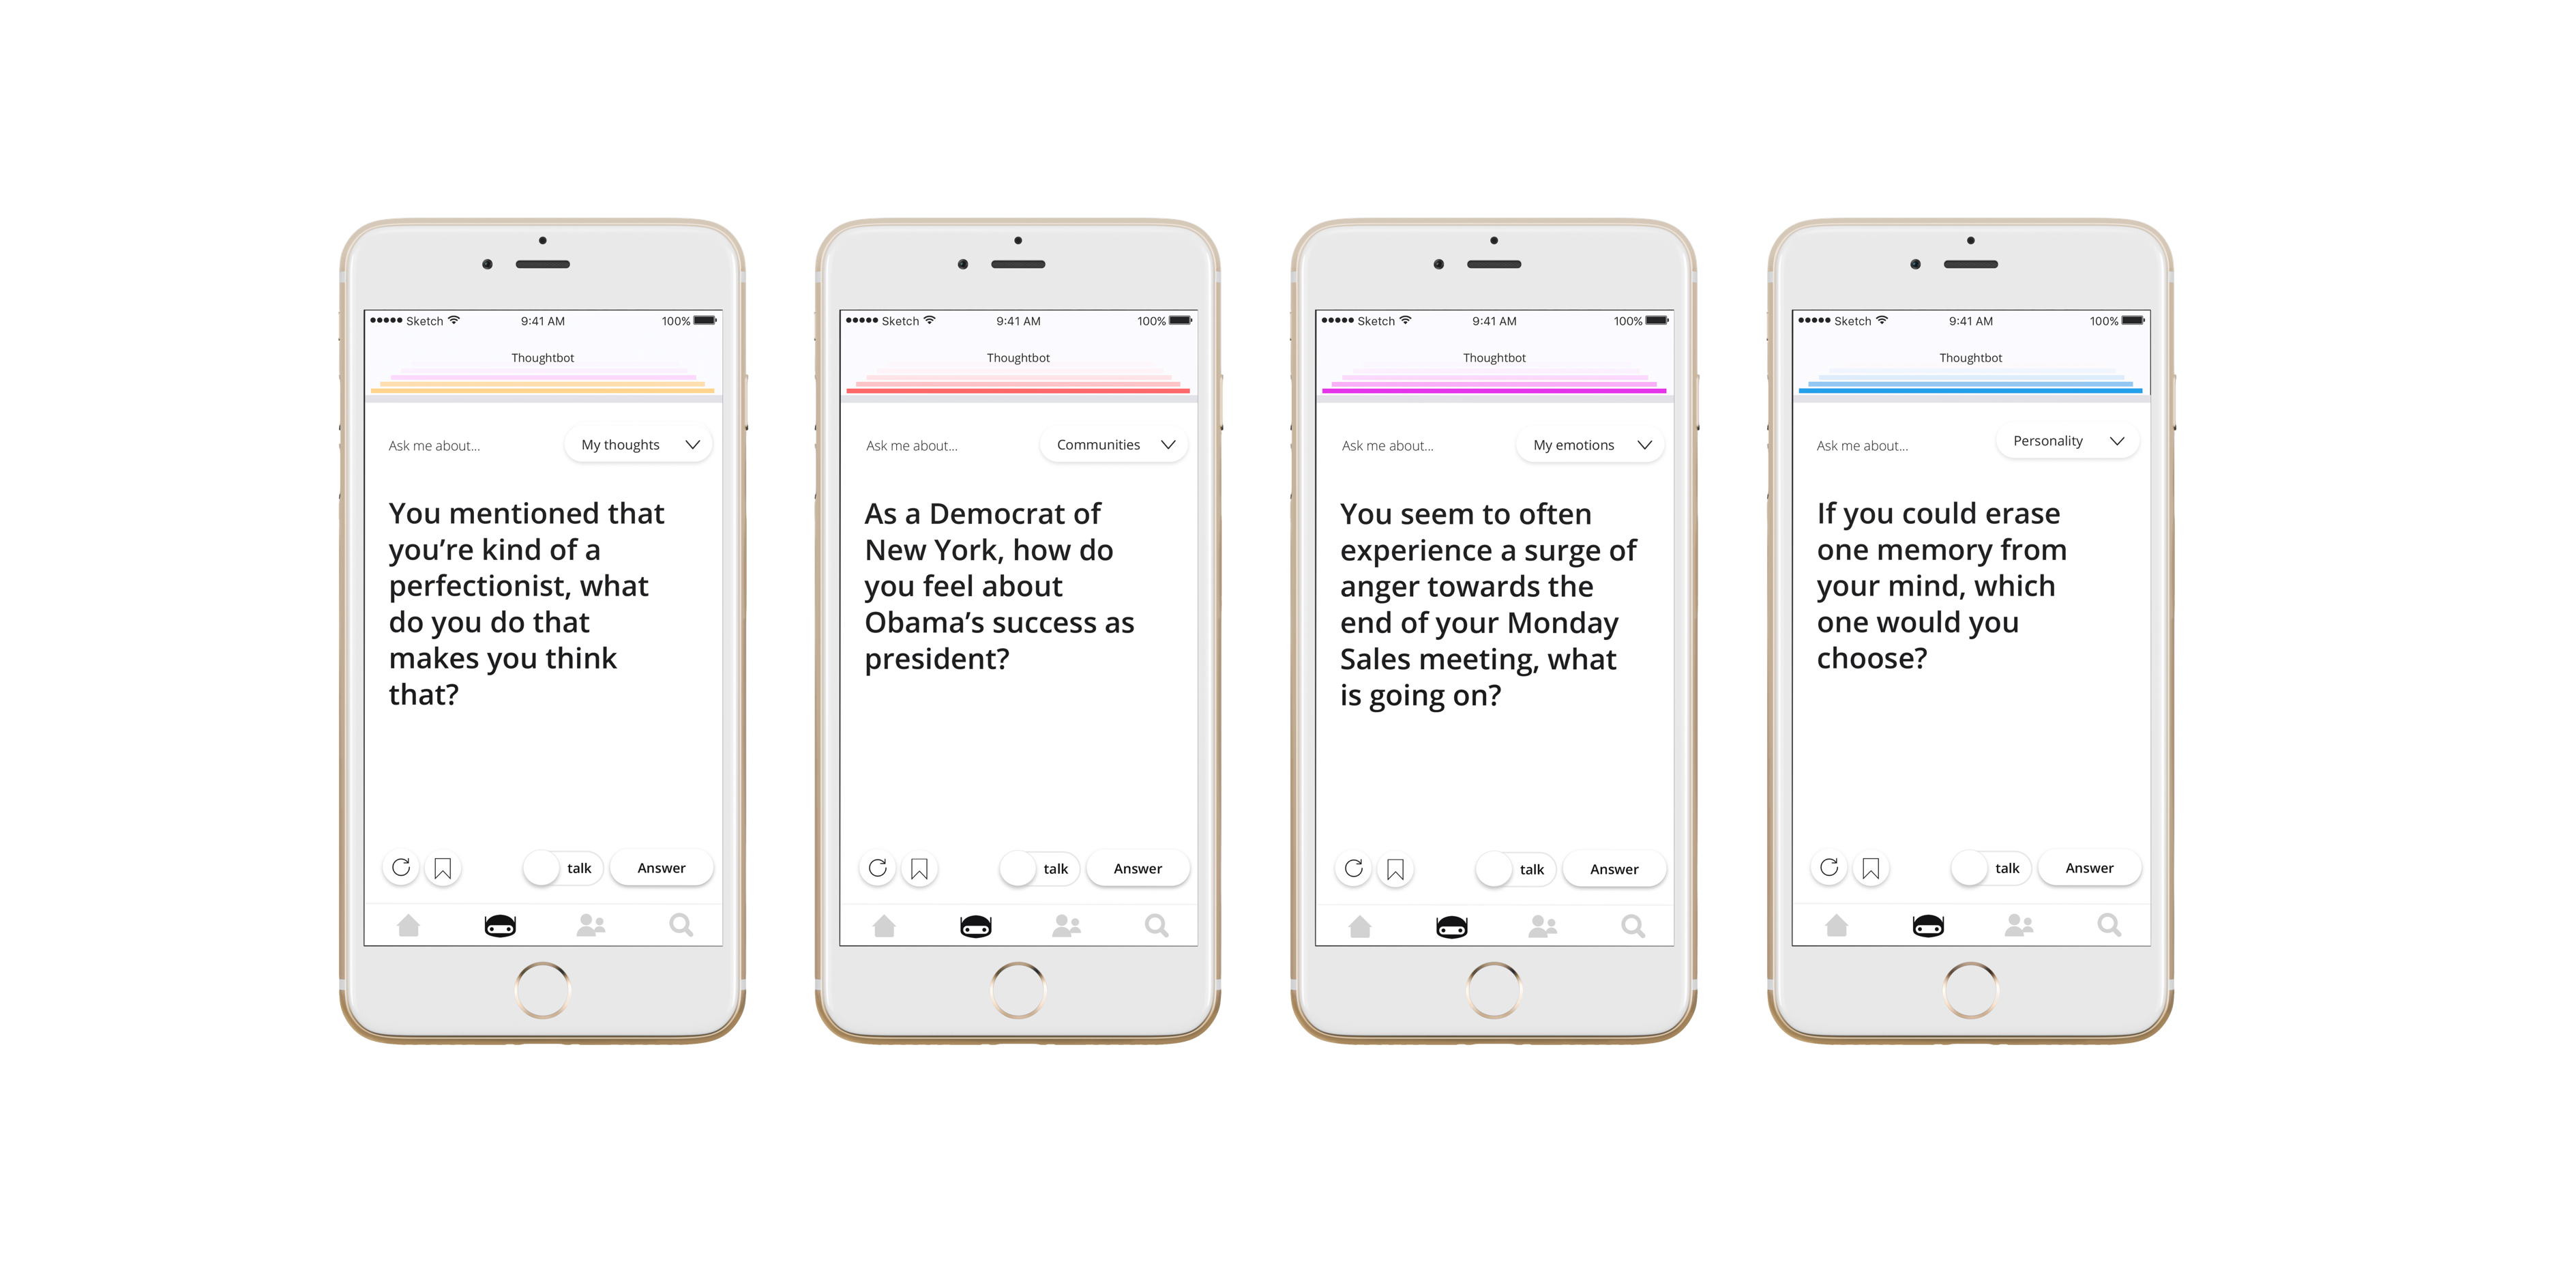 Sketch 9:41 AM 100%
Thoughtbot
Ask me about... My thoughts
You mentioned that
you’re kind of a
perfectionist, what
do you do that
makes you think
that?
talk Answer
Sketch 9:41 AM 100%
Thoughtbot
Ask me about... Communities
As a Democrat of
New York, how do
you feel about
Obama’s success as
president?
talk Answer
Sketch 9:41 AM 100%
Thoughtbot
Ask me about... My emotions
You seem to often
experience a surge of
anger towards the
end of your Monday
Sales meeting, what
is going on?
talk Answer
Sketch 9:41 AM 100%
Thoughtbot
Ask me about... Personality
If you could erase
one memory from
your mind, which
one would you
choose?
talk Answer